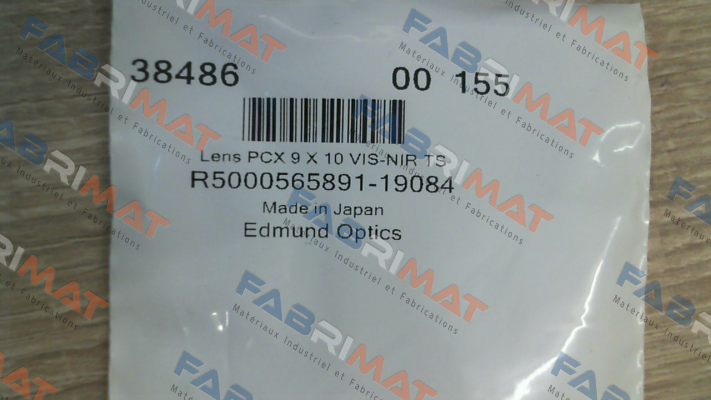 38486 00 155
Lens PCX 9 X 10 VIS-NIR TS
R5000565891-19084
Made in Japan
Edmund Optics
FABRIMAT
Materiaux Industriel et Fabrications